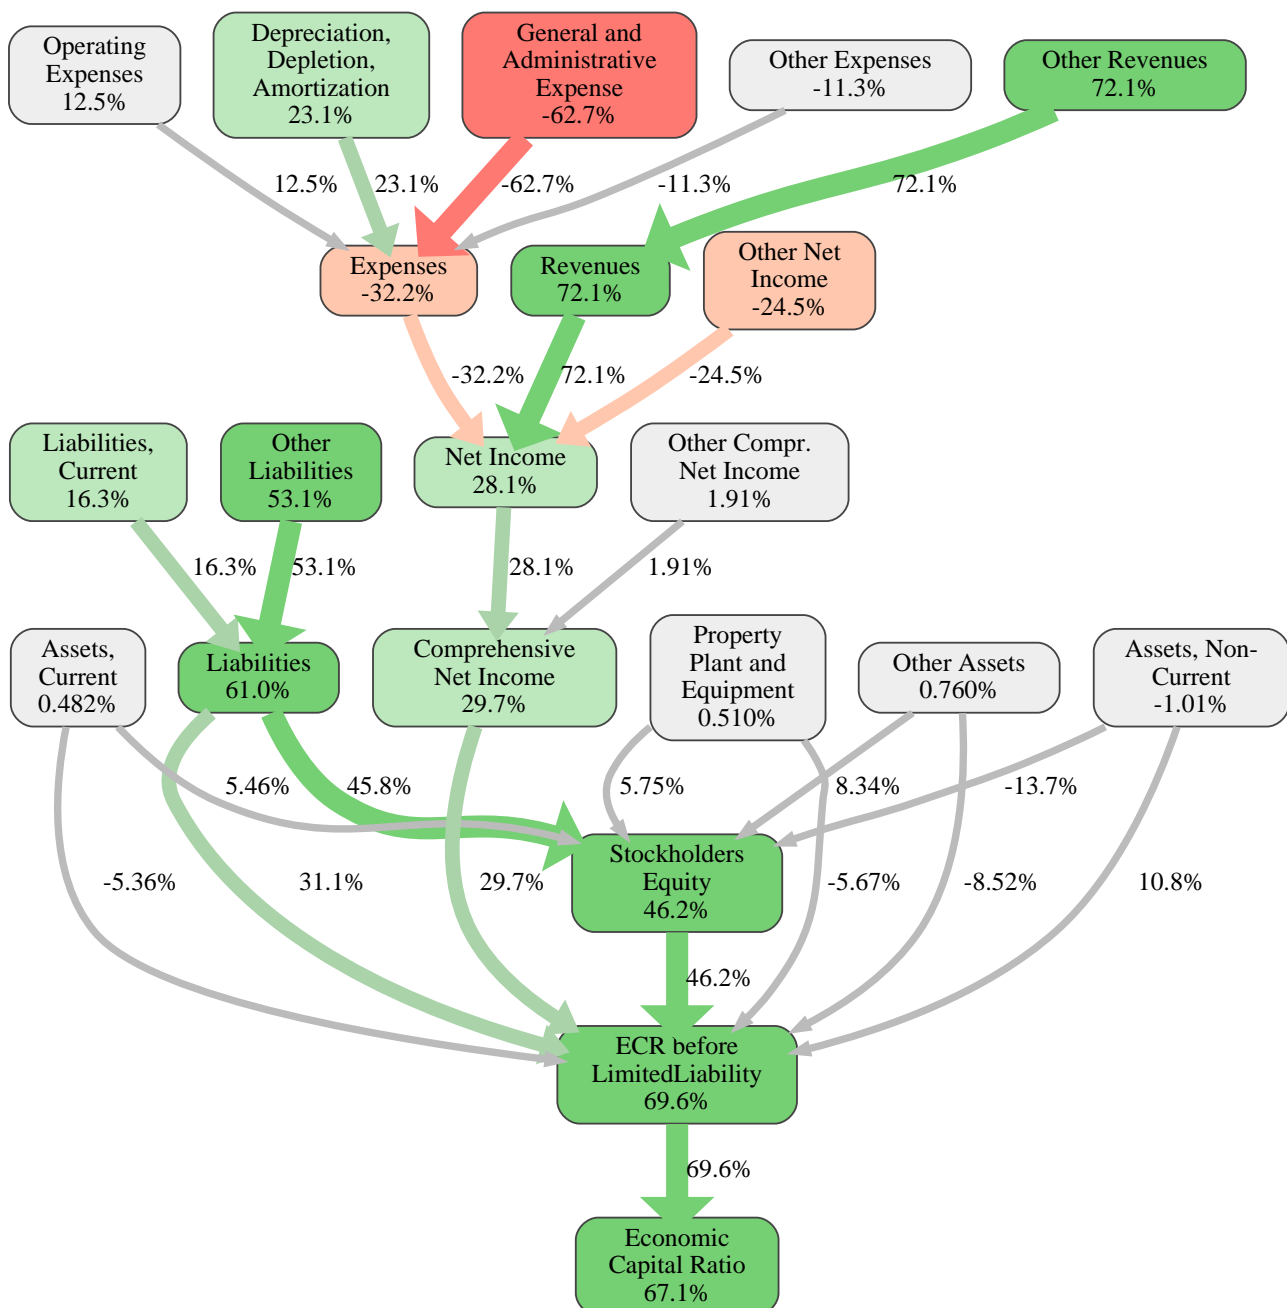 Operating
Expenses
12.5%
Depreciation,
Depletion,
Amortization
23.1%
General and
Administrative
Expense
-62.7%
Other Expenses
-11.3%
Other Revenues
72.1%
12.5%
23.1%
-62.7%
-11.3%
72.1%
Expenses
-32.2%
Revenues
72.1%
Other Net
Income
-24.5%
-32.2%
72.1%
-24.5%
Liabilities,
Current
16.3%
Other
Liabilities
53.1%
Net Income
28.1%
Other Compr.
Net Income
1.91%
16.3%
53.1%
28.1%
1.91%
Assets,
Current
0.482%
Liabilities
61.0%
Comprehensive
Net Income
29.7%
Property
Plant and
Equipment
0.510%
Other Assets
0.760%
Assets, Non-
Current
-1.01%
5.46%
45.8%
5.75%
8.34%
-13.7%
Stockholders
Equity
46.2%
-5.36%
31.1%
29.7%
-5.67%
-8.52%
10.8%
46.2%
ECR before
LimitedLiability
69.6%
69.6%
Economic
Capital Ratio
67.1%